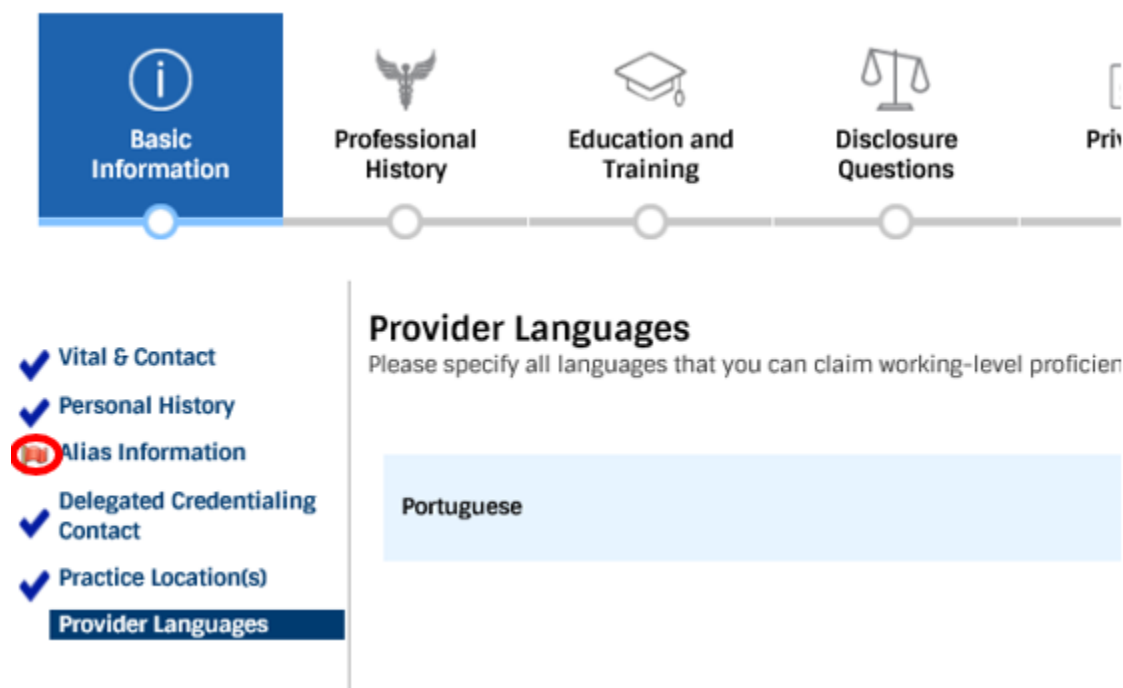 Basic
Information
Professional
History
Education and
Training
Disclosure
Questions
Vital & Contact
Personal History
Alias Information
Delegated Credentialing
Contact
Practice Location(s)
Provider Languages
Provider Languages
Please specify all languages that you can claim working-level
Portuguese